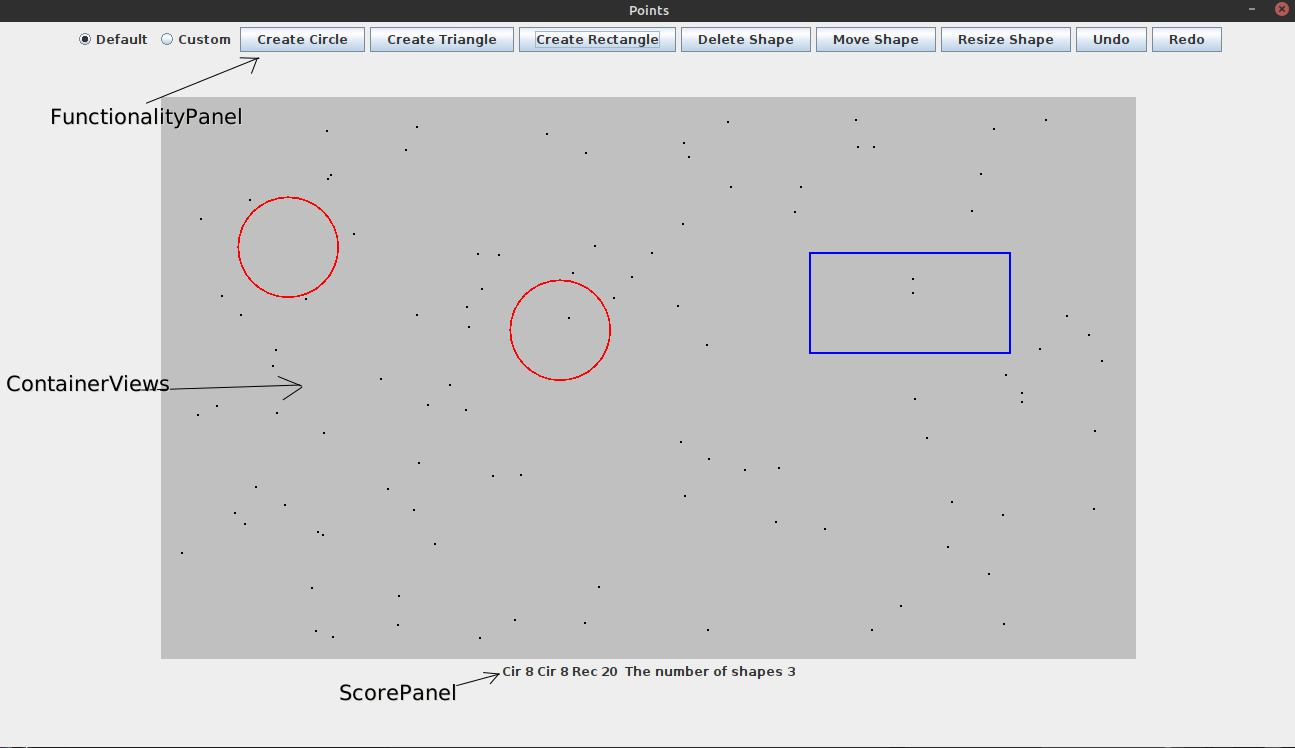 Points
Default Custom Create Circle Create Triangle Create Rectangle Delete Shape Move Shape Resize Shape Undo Redo
FunctionalityPanel
ContainerViews
Cir 8 Cir 8 Rec 20 The number of shapes 3
ScorePanel